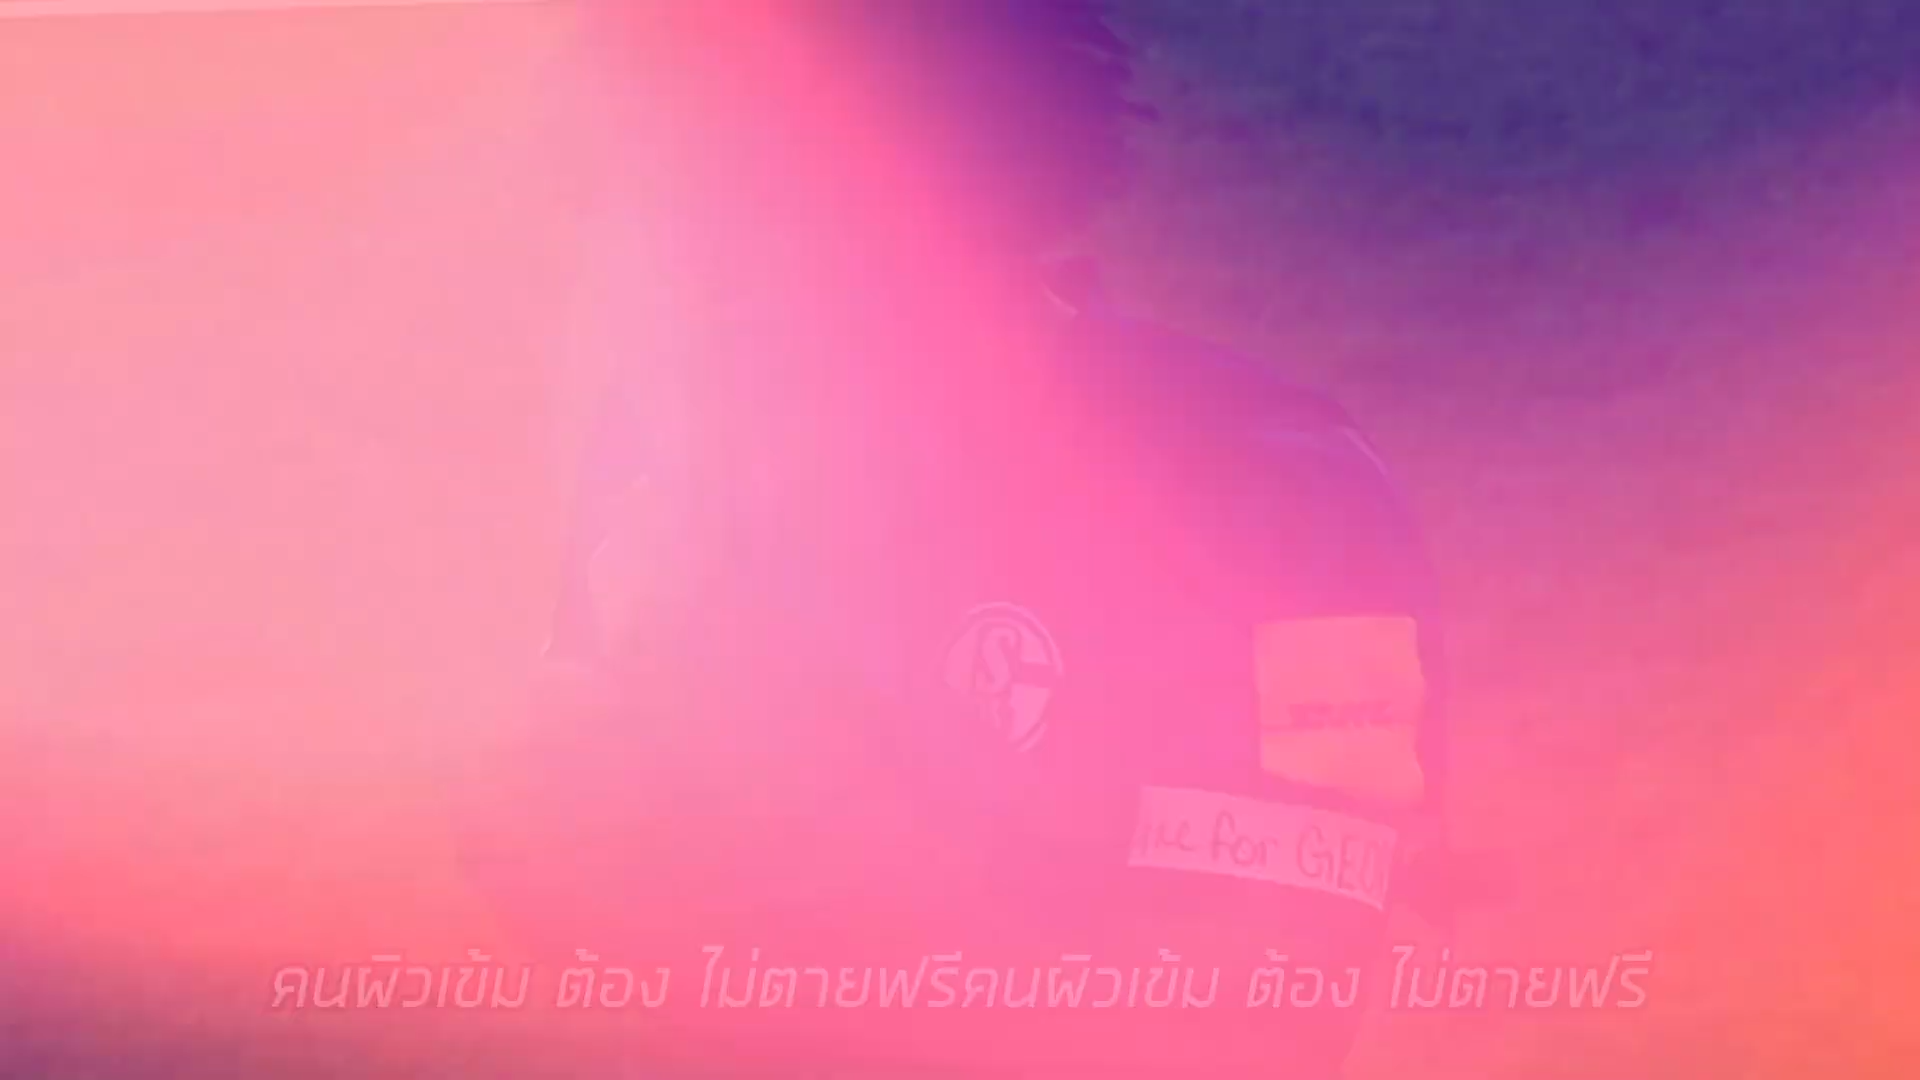 for GEO
คนผิวเข้ม ต้อง ไม่ตายฟรีคนผิวเข้ม ต้อง ไม่ตายฟรี